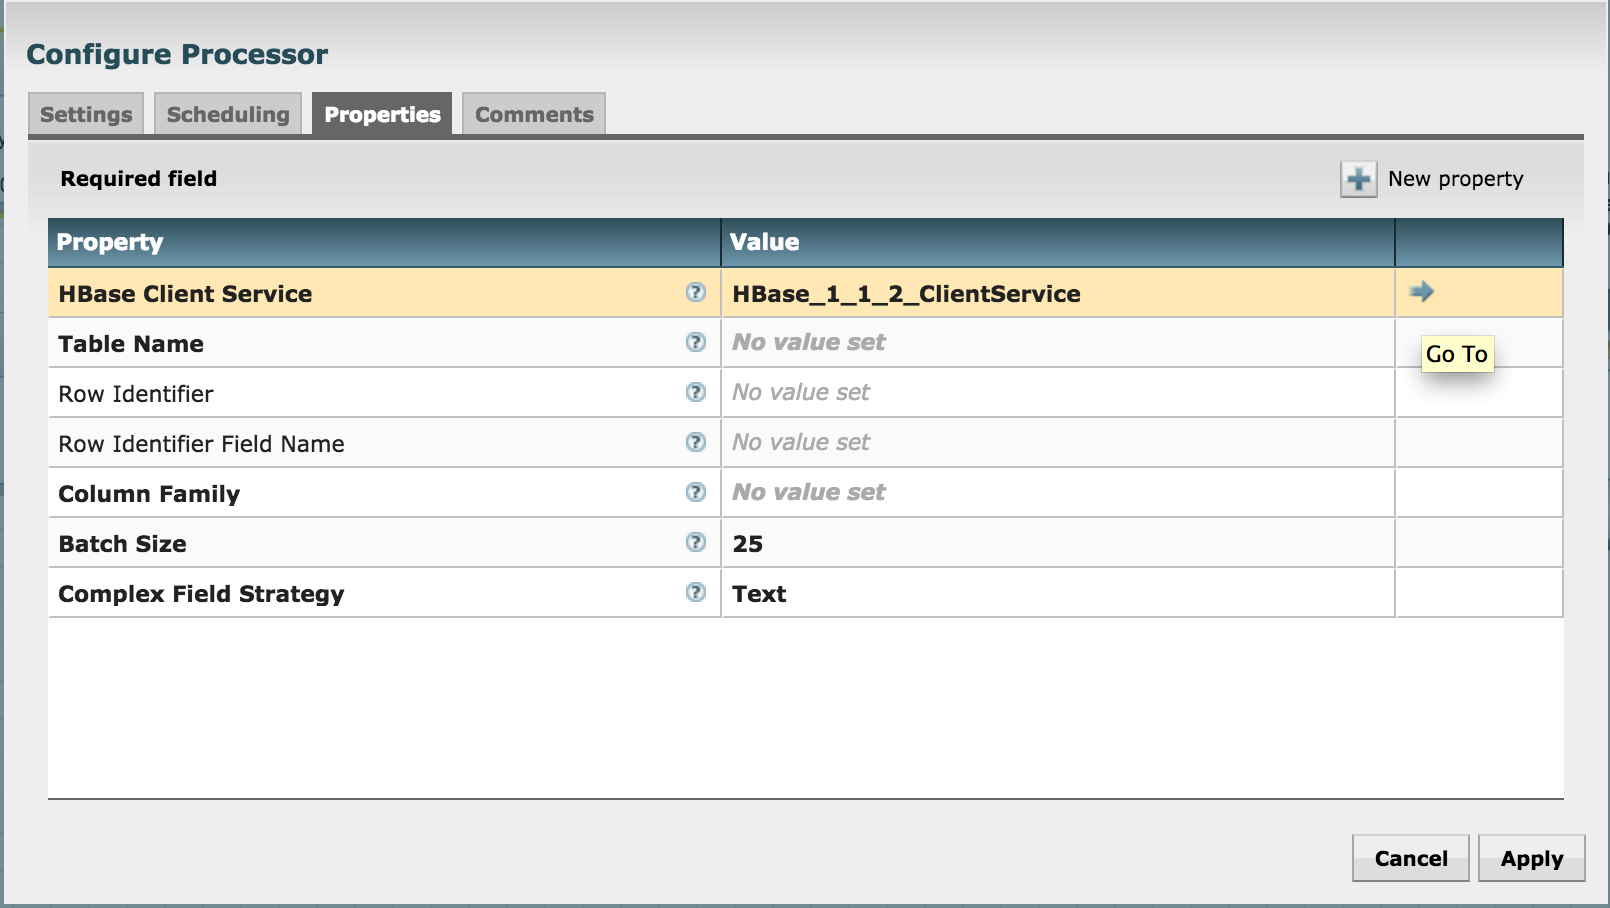 Configure Processor
Settings Scheduling Properties Comments
Required field New property
Property Value
HBase Client Service ? HBase_1_1_2_ClientService
Table Name ? No value set
Go To
Row Identifier ? No value set
Row Identifier Field Name ? No value set
Column Family ? No value set
Batch Size ? 25
Complex Field Strategy ? Text
Cancel Apply